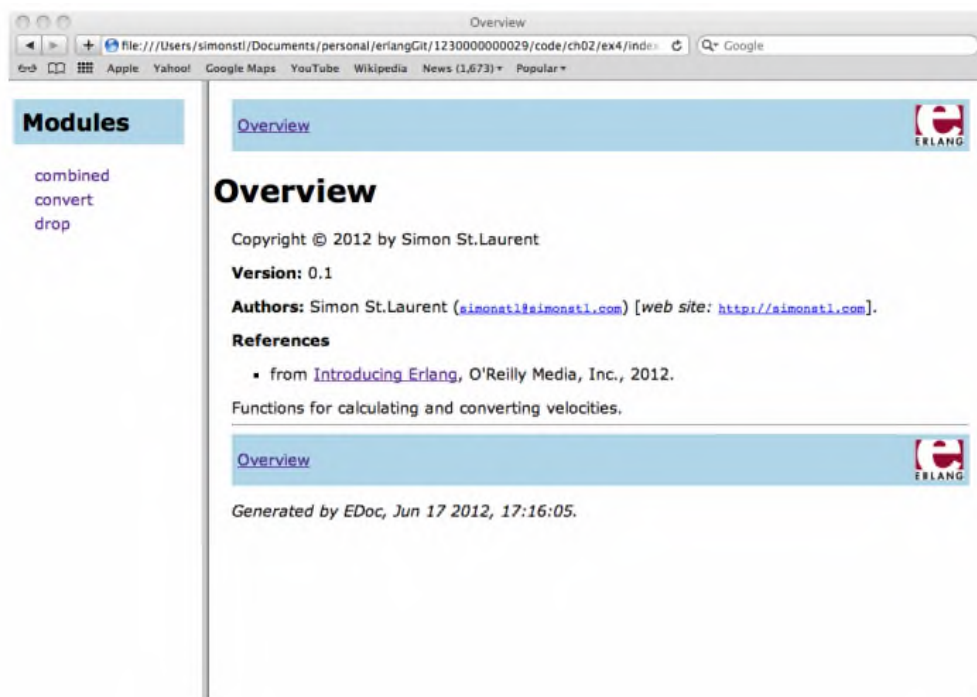 Overview
file:///Users/simonstl/Documents/personal/erlangGit/1230000000029/code/ch02/ex4/index
Google
Apple Yahoo! Google Maps YouTube Wikipedia News (1,673) Popular
Modules
combined
convert
drop
Overview
ERLANG
Overview
Copyright © 2012 by Simon St.Laurent
Version: 0.1
Authors: Simon St.Laurent (simonstl@simonstl.com) [web site: http://simonstl.com].
References
▪ from Introducing Erlang, O'Reilly Media, Inc., 2012.
Functions for calculating and converting velocities.
Overview
ERLANG
Generated by EDoc, Jun 17 2012, 17:16:05.